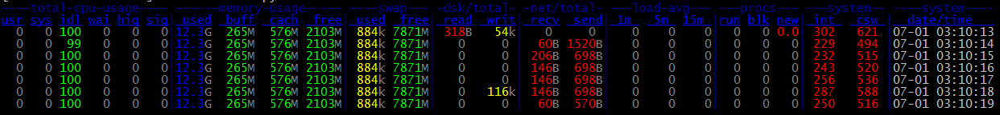 ----total-cpu-usage---- ------memory-usage----- ----swap--- -dsk/total- -net/total- ---load-avg--- ---procs--- ---system-- ----system----
usr sys idl wai hiq siq| used buff cach free| used free| read writ| recv send| 1m 5m 15m |run blk new| int csw | date/time
0 0 100 0 0 0|12.3G 265M 576M 2103M| 884k 7871M| 318B 54k| 0 0 | 0 0 0 | 0 0 0.0| 302 621 |07-01 03:10:13
0 0 99 0 0 0|12.3G 265M 576M 2103M| 884k 7871M| 0 0 | 60B 1520B| 0 0 0 | 0 0 0 | 229 494 |07-01 03:10:14
0 0 100 0 0 0|12.3G 265M 576M 2103M| 884k 7871M| 0 0 | 206B 698B| 0 0 0 | 0 0 0 | 232 515 |07-01 03:10:15
0 0 100 0 0 0|12.3G 265M 576M 2103M| 884k 7871M| 0 0 | 146B 698B| 0 0 0 | 0 0 0 | 243 520 |07-01 03:10:16
0 0 100 0 0 0|12.3G 265M 576M 2103M| 884k 7871M| 0 0 | 146B 698B| 0 0 0 | 0 0 0 | 256 536 |07-01 03:10:17
0 0 100 0 0 0|12.3G 265M 576M 2103M| 884k 7871M| 0 116k| 146B 698B| 0 0 0 | 0 0 0 | 287 588 |07-01 03:10:18
0 0 100 0 0 0|12.3G 265M 576M 2103M| 884k 7871M| 0 0 | 60B 570B| 0 0 0 | 0 0 0 | 250 516 |07-01 03:10:19